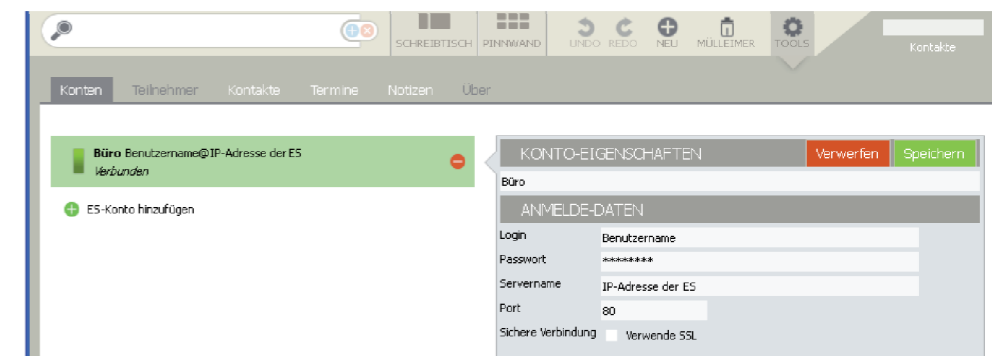 SCHREIBTISCH PINNWAND UNDO REDO NEU MÜLLEIMER TOOLS
Kontakte
Konten Teilnehmer Kontakte Termine Notizen Über
Büro Benutzername@IP-Adresse der ES
Verbunden
ES-Konto hinzufügen
KONTO-EIGENSCHAFTEN Verwerfen Speichern
Büro
ANMELDE-DATEN
Login Benutzername
Passwort ********
Servername IP-Adresse der ES
Port 80
Sichere Verbindung Verwende SSL